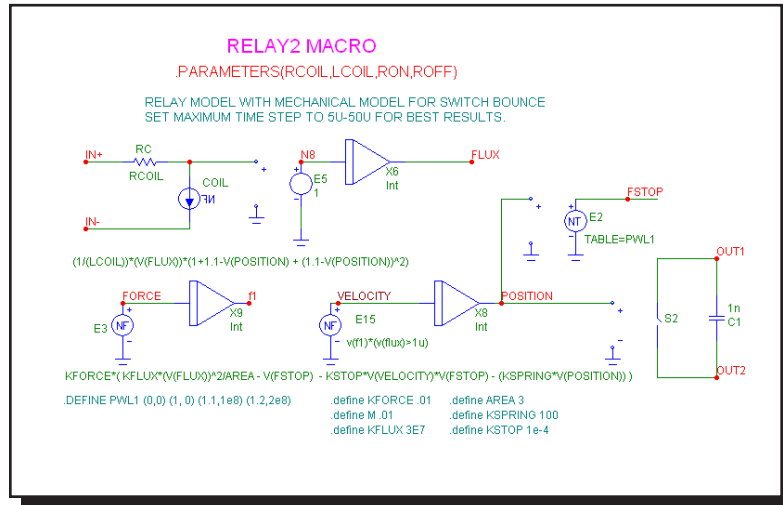 RELAY2 MACRO
.PARAMETERS(RCOIL,LCOIL,RON,ROFF)
RELAY MODEL WITH MECHANICAL MODEL FOR SWITCH BOUNCE
SET MAXIMUM TIME STEP TO 5U-50U FOR BEST RESULTS.
IN+
RC
RCOIL
COIL
FN
IN-
+
-
N8
+
-
E5
1
X6
Int
FLUX
+
-
+
-
NT
E2
FSTOP
TABLE=PWL1
(1/(LCOIL))*(V(FLUX))*(1+1.1-V(POSITION) + (1.1-V(POSITION))^2)
FORCE
E3
NF
+
-
X9
Int
f1
VELOCITY
NF
+
-
E15
v(f1)*(v(flux)>1u)
X8
Int
POSITION
+
-
OUT1
S2
1n
C1
OUT2
KFORCE*( KFLUX*(V(FLUX))^2/AREA - V(FSTOP) - KSTOP*V(VELOCITY)*V(FSTOP) - (KSPRING*V(POSITION)) )
.DEFINE PWL1 (0,0) (1, 0) (1.1,1e8) (1.2,2e8)
.define KFORCE .01
.define AREA 3
.define M .01
.define KSPRING 100
.define KFLUX 3E7
.define KSTOP 1e-4